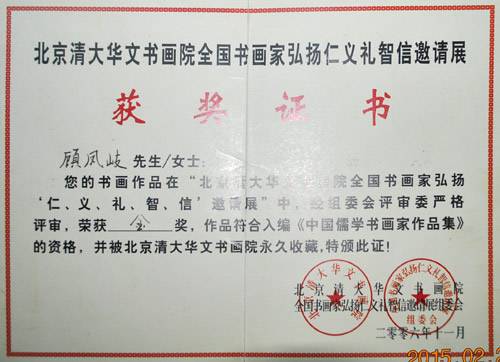 北京清大华文书画院全国书画家弘扬仁义礼智信邀请展
获奖证书
顾凤岐 先生/女士:
您的书画作品在“北京清大华文书画院全国书画家弘扬
‘仁、义、礼、智、信’邀请展”中,经组委会评审委严格
评审,荣获 金 奖,作品符合入编《中国儒学书画家作品集》
的资格,并被北京清大华文书画院永久收藏,特颁此证!
北京清大华文书画院
全国书画家弘扬仁义礼智信邀请展组委会
组委会
二零零六年十一月
2015.02